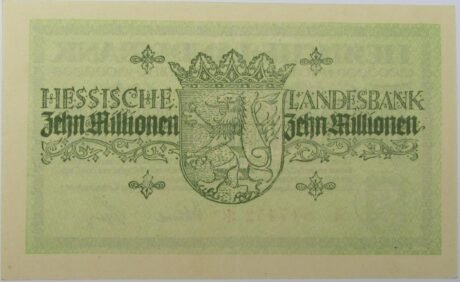 HESSISCHE LANDESBANK
Zehn Millionen Zehn Millionen.